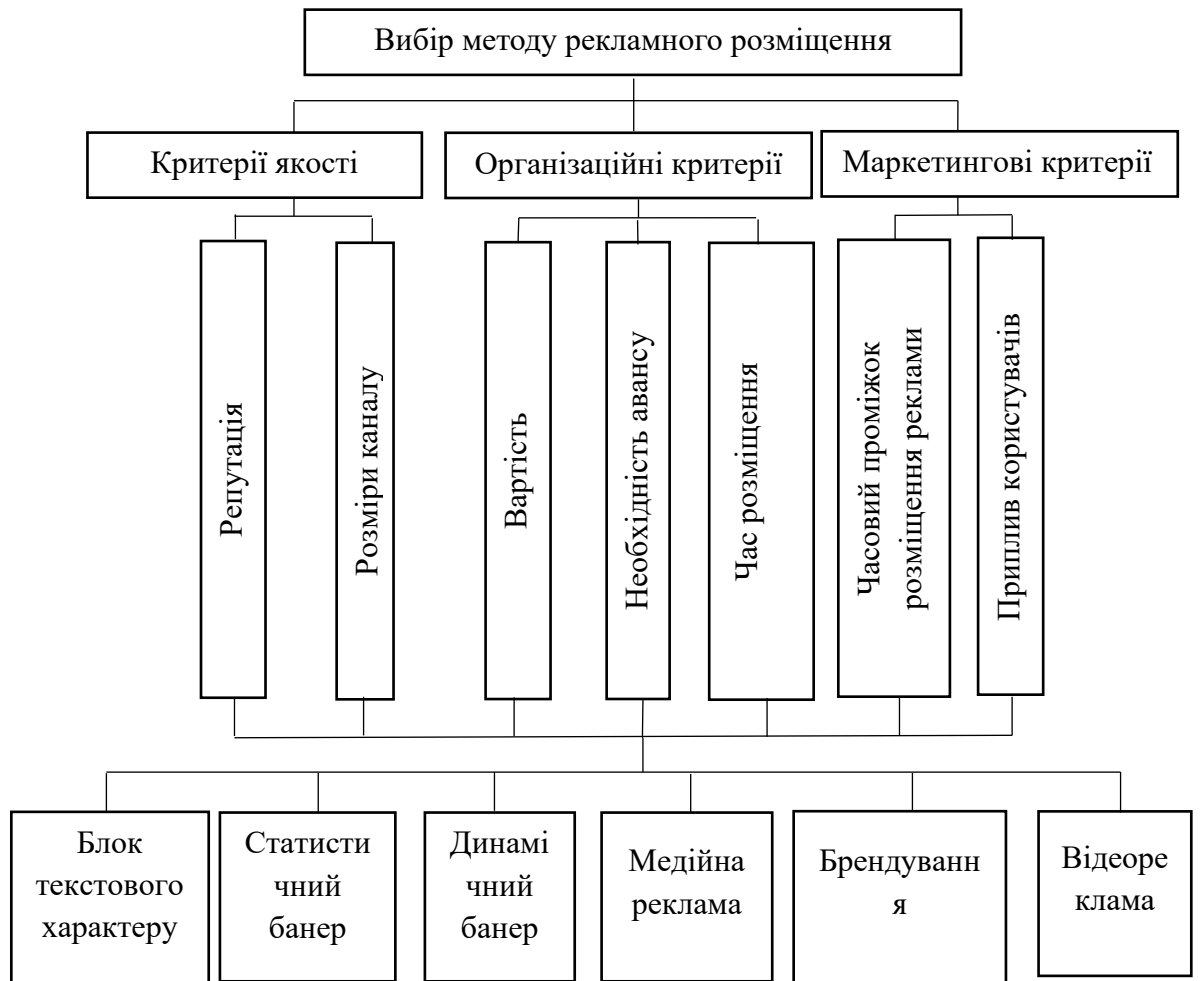 Вибір методу рекламного розміщення
Критерії якості
Організаційні критерії
Маркетингові критерії
Репутація
Розміри каналу
Вартість
Необхідність авансу
Час розміщення
Часовий проміжок
розміщення реклами
Приплив користувачів
Блок
текстового
характеру
Статисти
чний
банер
Динамі
чний
банер
Медійна
реклама
Брендуванн
я
Відеоре
клама